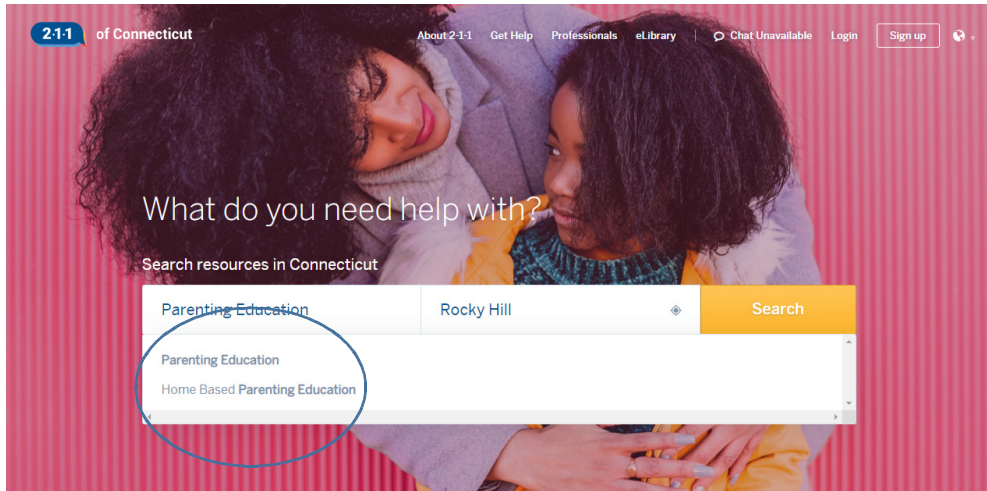 2-1-1 of Connecticut About 2-1-1 Get Help Professionals eLibrary Chat Unavailable Login Sign up
What do you need help with?
Search resources in Connecticut
Parenting Education Rocky Hill Search
Parenting Education
Home Based Parenting Education